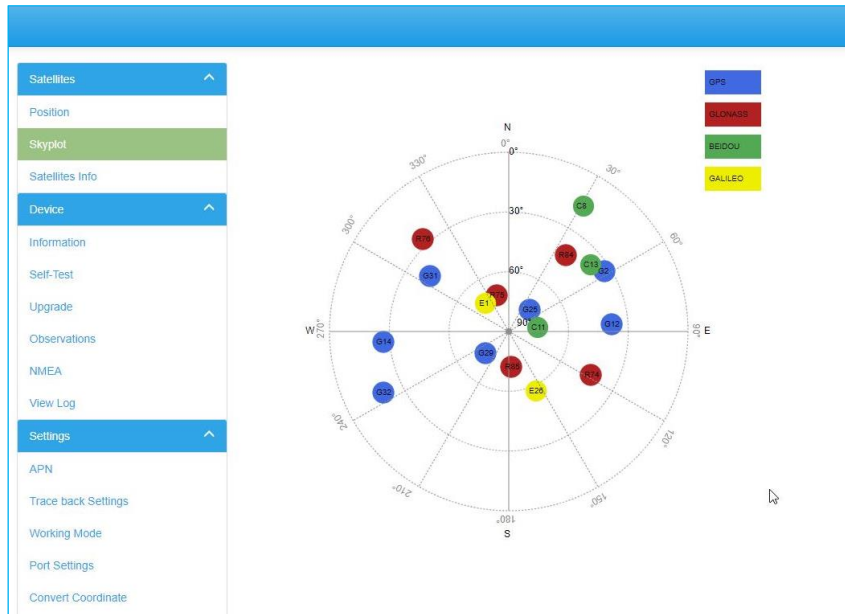 Satellites
Position
Skyplot
Satellites Info
Device
Information
Self-Test
Upgrade
Observations
NMEA
View Log
Settings
APN
Trace back Settings
Working Mode
Port Settings
Convert Coordinate
GPS
GLONASS
BEIDOU
GALILEO
N
0°
0°
330°
30°
C8
30°
300°
60°
R76
R84
C13
G2
G31
60°
R75
E1
G25
G12
W
270°
90°
C11
90°
E
G14
G29
R85
R74
G32
E26
240°
120°
210°
150°
180°
S